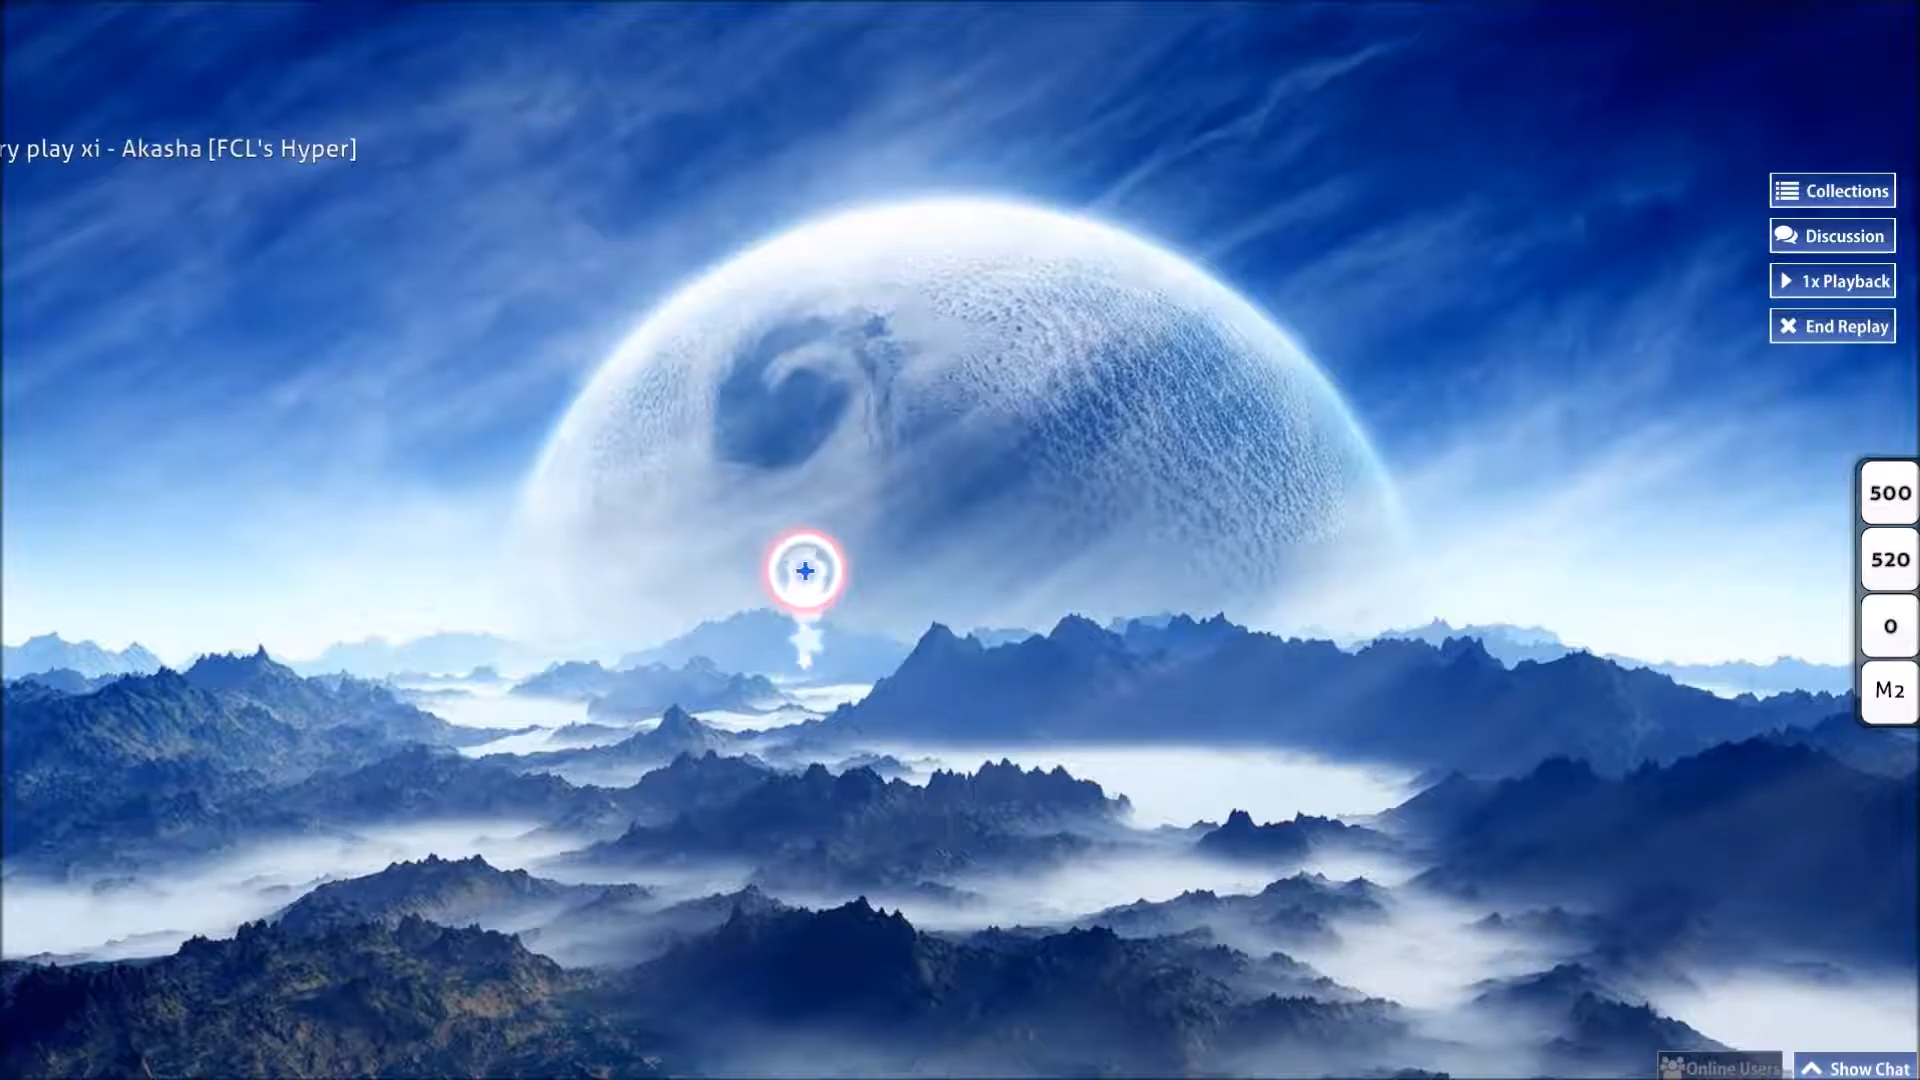 ry play xi - Akasha [FCL's Hyper]
Collections
Discussion
1x Playback
End Replay
500
520
0
M2
Online Users
Show Chat